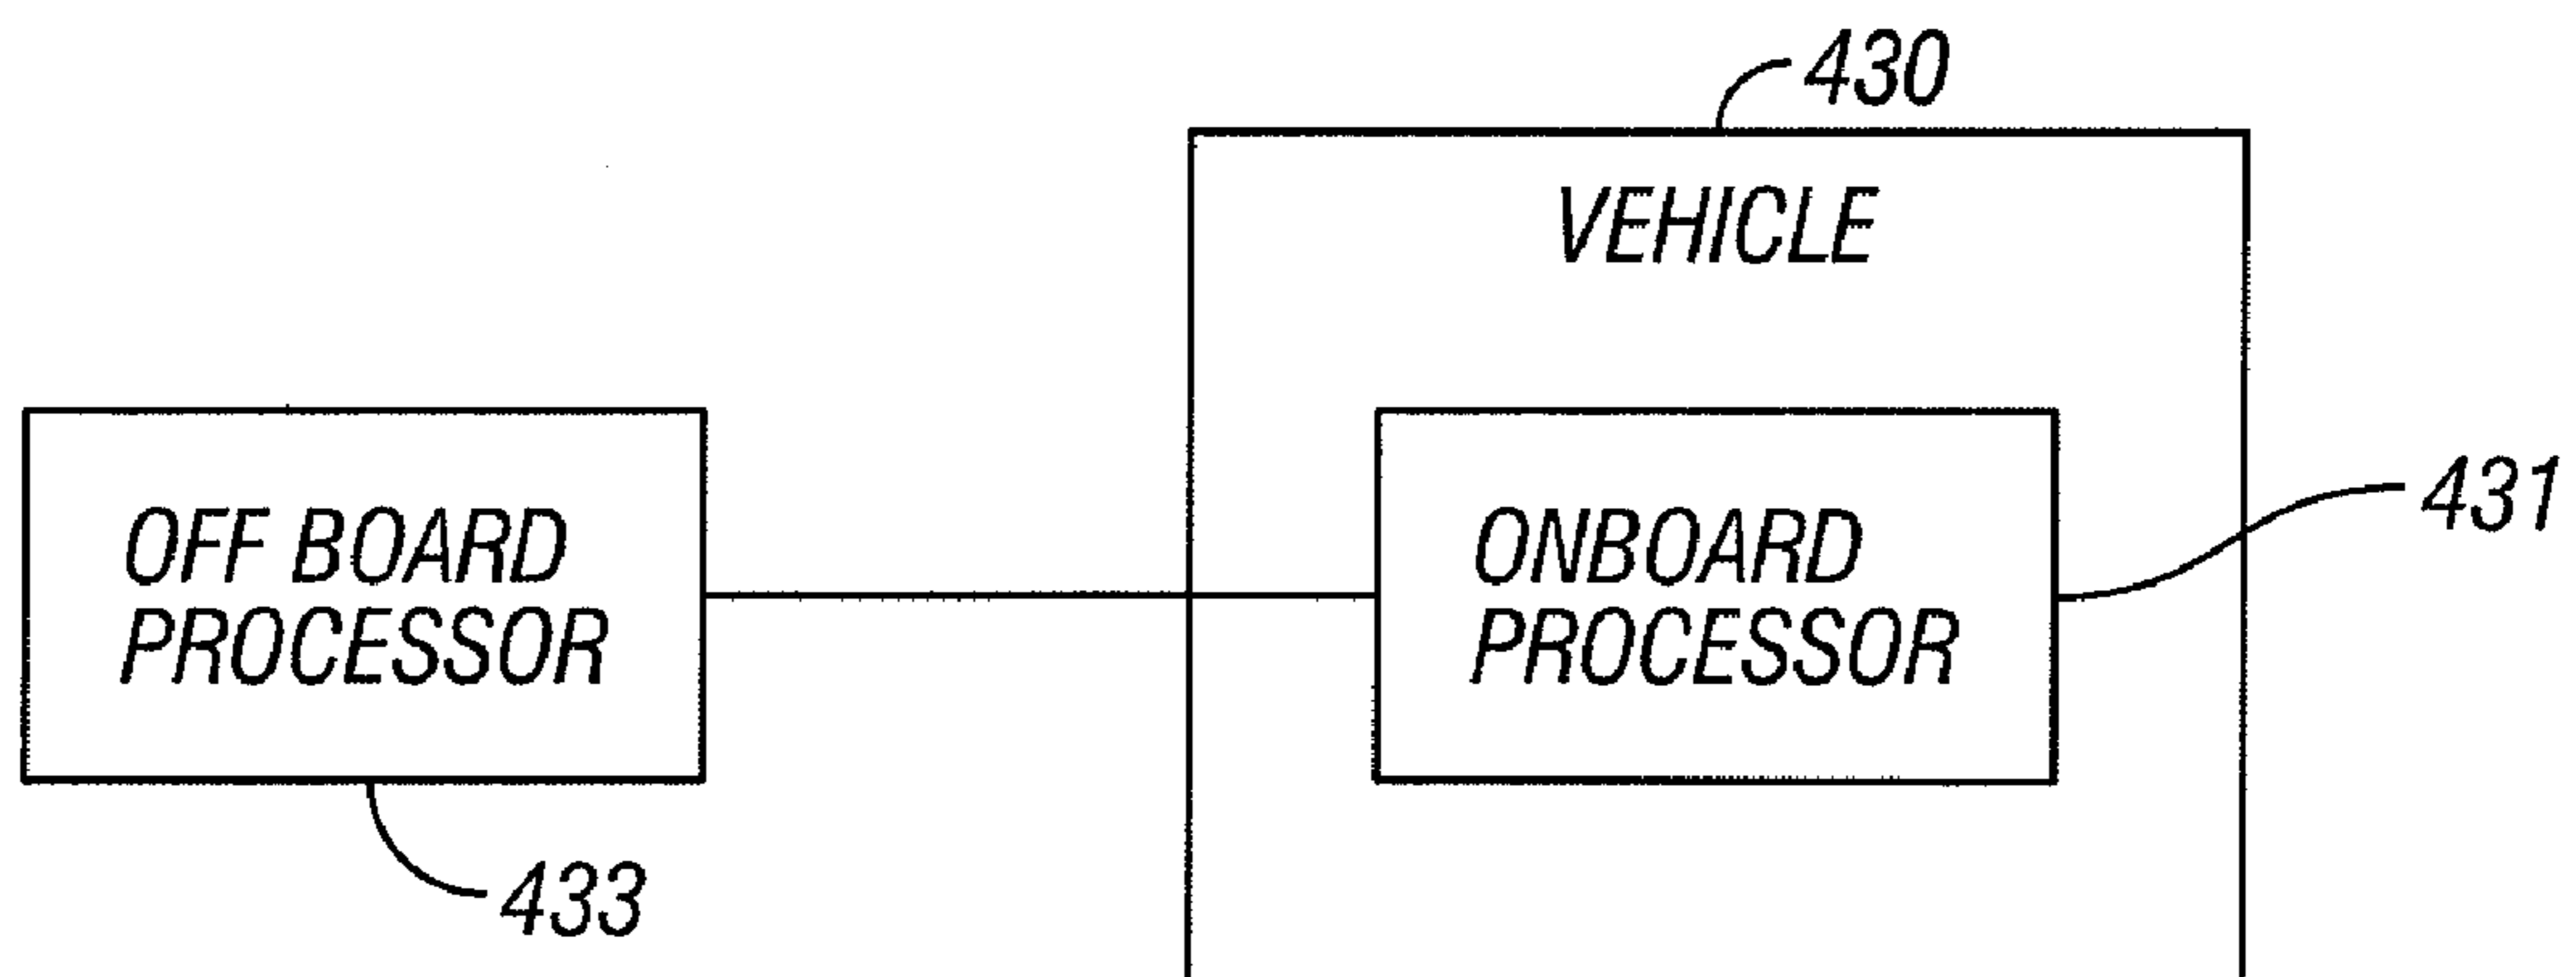 430
VEHICLE
OFF BOARD
PROCESSOR
ONBOARD
PROCESSOR
431
433